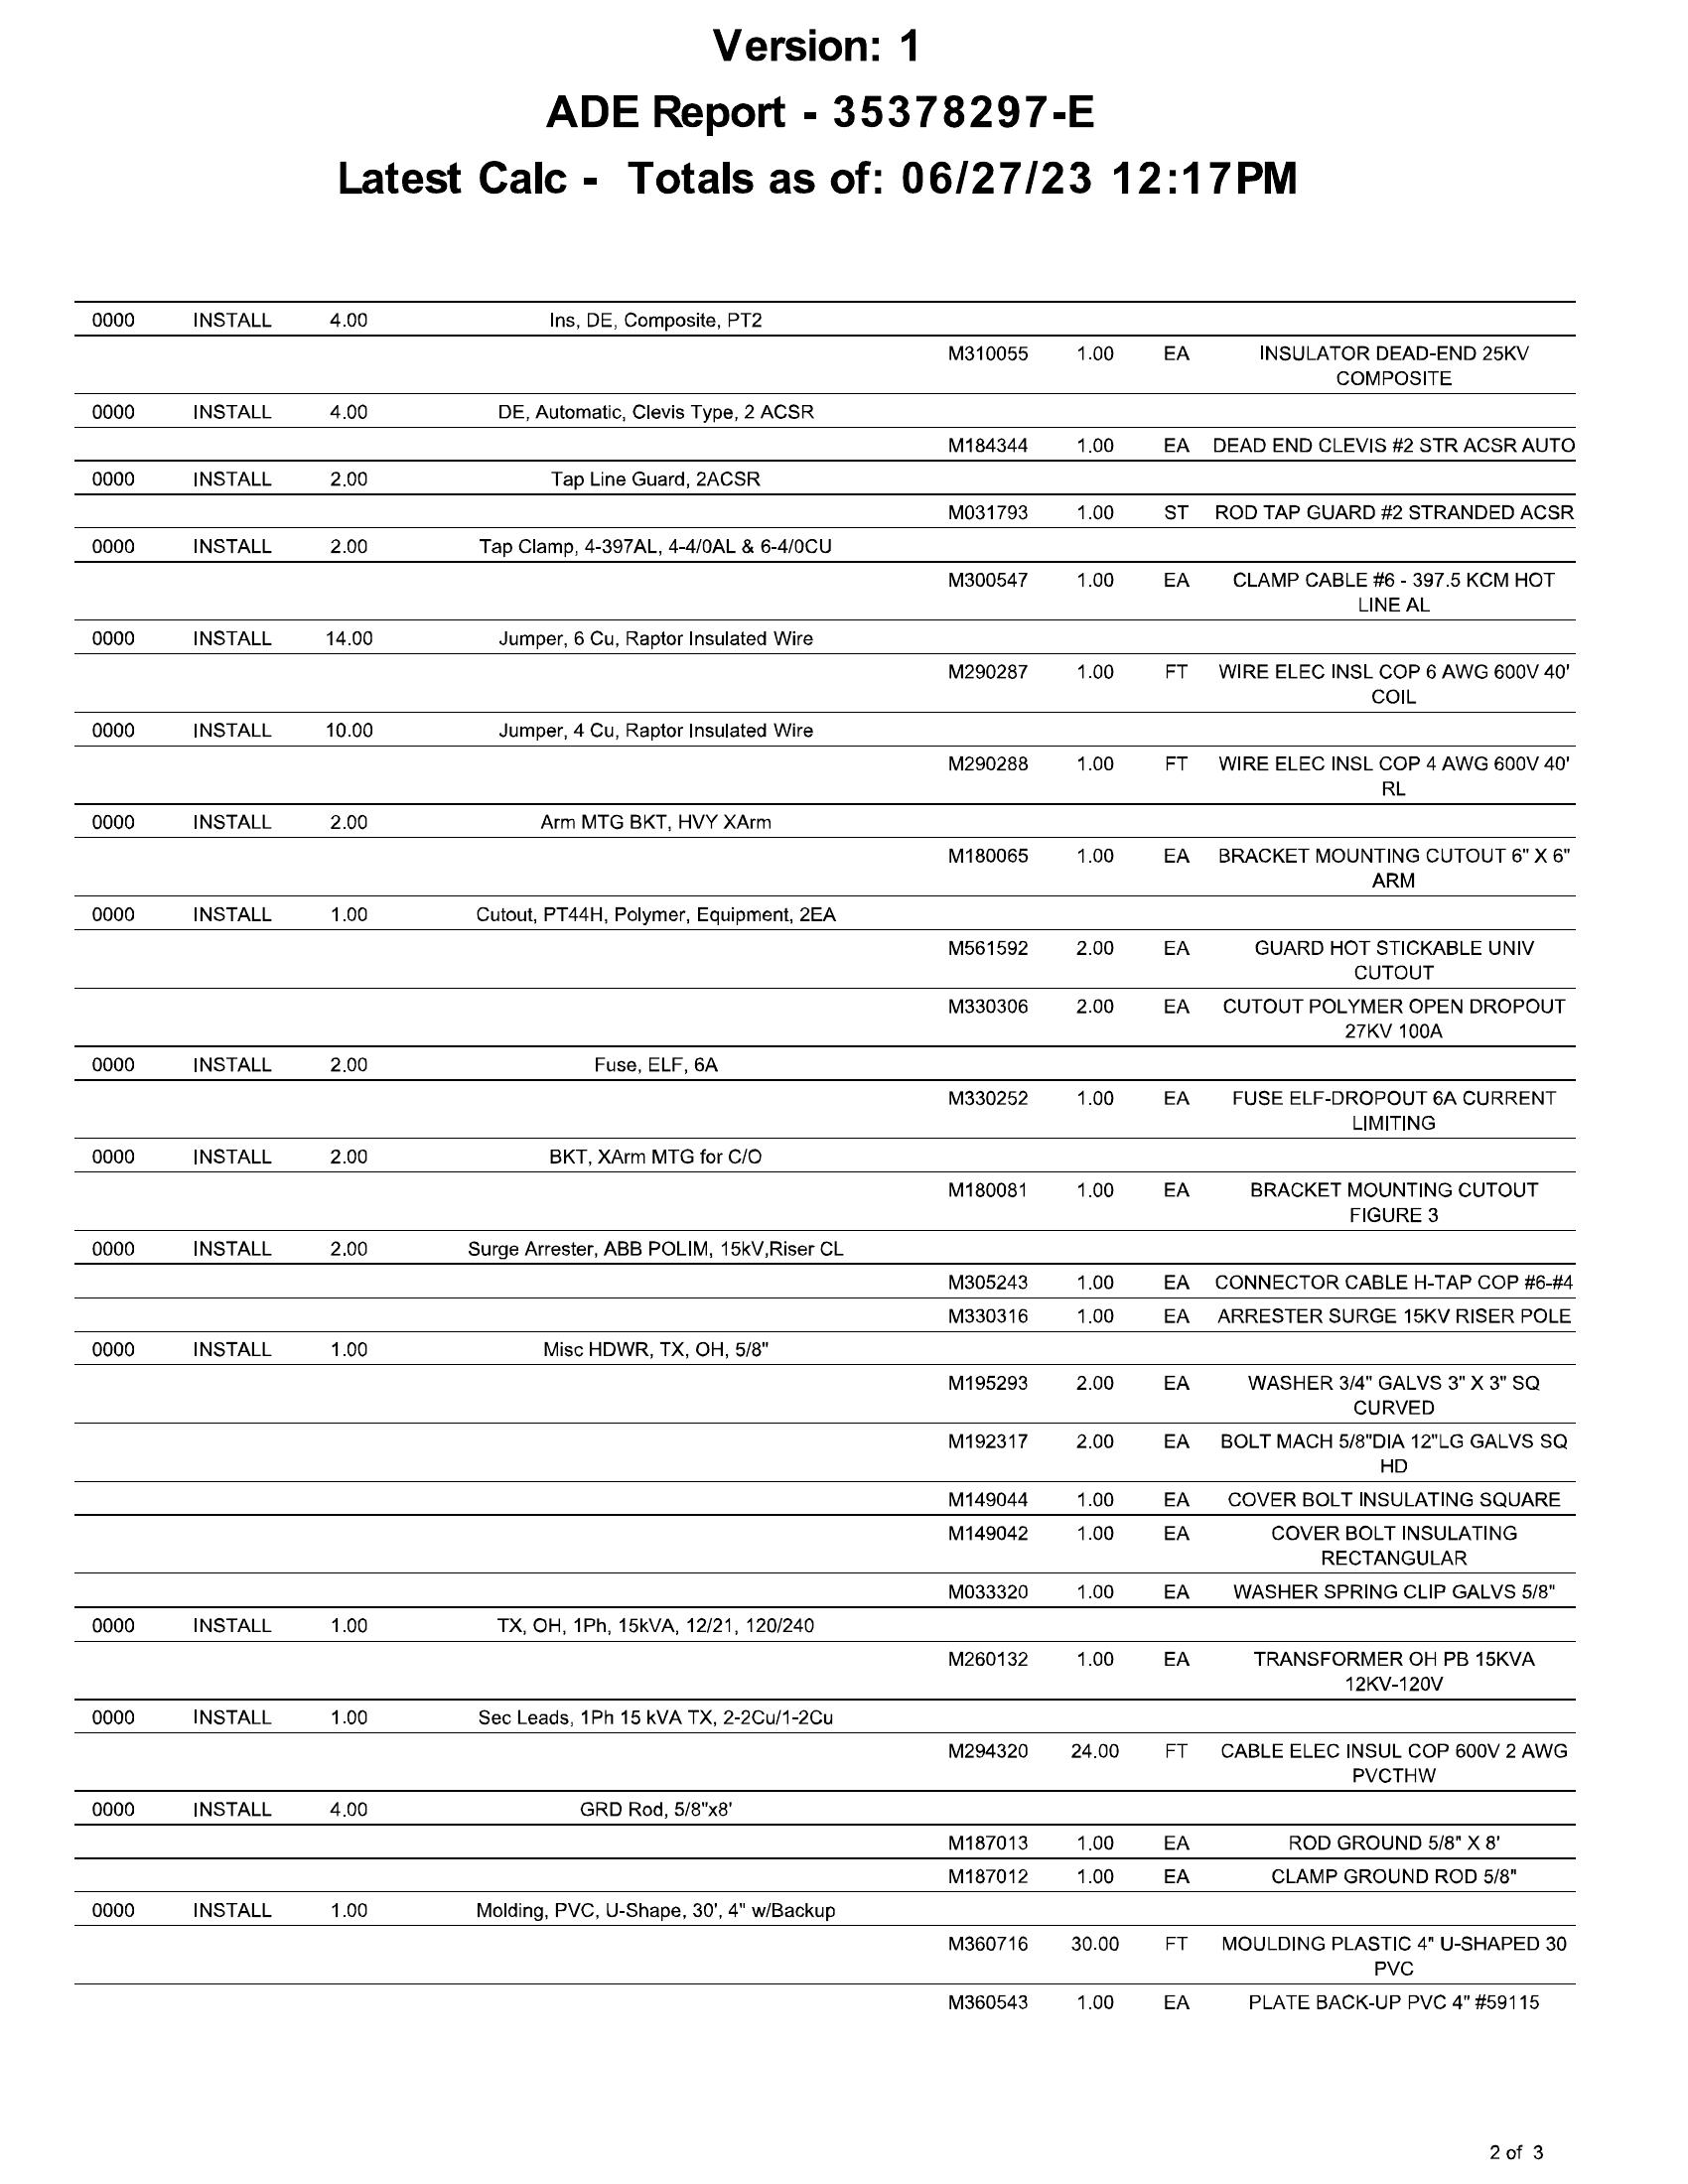 Version: 1
ADE Report - 35378297-E
Latest Calc - Totals as of: 06/27/23 12:17PM
0000 INSTALL 4.00 Ins, DE, Composite, PT2
M310055 1.00 EA INSULATOR DEAD-END 25KV
COMPOSITE
0000 INSTALL 4.00 DE, Automatic, Clevis Type, 2 ACSR
M184344 1.00 EA DEAD END CLEVIS #2 STR ACSR AUTO
0000 INSTALL 2.00 Tap Line Guard, 2ACSR
M031793 1.00 ST ROD TAP GUARD #2 STRANDED ACSR
0000 INSTALL 2.00 Tap Clamp, 4-397AL, 4-4/0AL & 6-4/0CU
M300547 1.00 EA CLAMP CABLE #6 - 397.5 KCM HOT
LINE AL
0000 INSTALL 14.00 Jumper, 6 Cu, Raptor Insulated Wire
M290287 1.00 FT WIRE ELEC INSL COP 6 AWG 600V 40'
COIL
0000 INSTALL 10.00 Jumper, 4 Cu, Raptor Insulated Wire
M290288 1.00 FT WIRE ELEC INSL COP 4 AWG 600V 40'
RL
0000 INSTALL 2.00 Arm MTG BKT, HVY XArm
M180065 1.00 EA BRACKET MOUNTING CUTOUT 6" X 6"
ARM
0000 INSTALL 1.00 Cutout, PT44H, Polymer, Equipment, 2EA
M561592 2.00 EA GUARD HOT STICKABLE UNIV
CUTOUT
M330306 2.00 EA CUTOUT POLYMER OPEN DROPOUT
27KV 100A
0000 INSTALL 2.00 Fuse, ELF, 6A
M330252 1.00 EA FUSE ELF-DROPOUT 6A CURRENT
LIMITING
0000 INSTALL 2.00 BKT, XArm MTG for C/O
M180081 1.00 EA BRACKET MOUNTING CUTOUT
FIGURE 3
0000 INSTALL 2.00 Surge Arrester, ABB POLIM, 15kV,Riser CL
M305243 1.00 EA CONNECTOR CABLE H-TAP COP #6-#4
M330316 1.00 EA ARRESTER SURGE 15KV RISER POLE
0000 INSTALL 1.00 Misc HDWR, TX, OH, 5/8"
M195293 2.00 EA WASHER 3/4" GALVS 3" X 3" SQ
CURVED
M192317 2.00 EA BOLT MACH 5/8"DIA 12"LG GALVS SQ
HD
M149044 1.00 EA COVER BOLT INSULATING SQUARE
M149042 1.00 EA COVER BOLT INSULATING
RECTANGULAR
M033320 1.00 EA WASHER SPRING CLIP GALVS 5/8"
0000 INSTALL 1.00 TX, OH, 1Ph, 15kVA, 12/21, 120/240
M260132 1.00 EA TRANSFORMER OH PB 15KVA
12KV-120V
0000 INSTALL 1.00 Sec Leads, 1Ph 15 kVA TX, 2-2Cu/1-2Cu
M294320 24.00 FT CABLE ELEC INSUL COP 600V 2 AWG
PVCTHW
0000 INSTALL 4.00 GRD Rod, 5/8"x8'
M187013 1.00 EA ROD GROUND 5/8" X 8'
M187012 1.00 EA CLAMP GROUND ROD 5/8"
0000 INSTALL 1.00 Molding, PVC, U-Shape, 30', 4" w/Backup
M360716 30.00 FT MOULDING PLASTIC 4" U-SHAPED 30
PVC
M360543 1.00 EA PLATE BACK-UP PVC 4" #59115
2 of 3